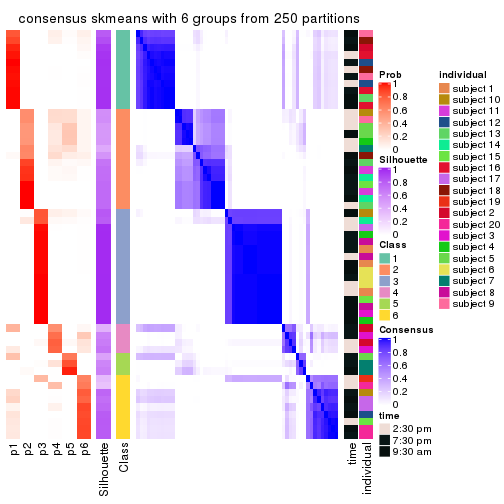 consensus skmeans with 6 groups from 250 partitions
Prob
1
0.8
0.6
0.4
0.2
0
Silhouette
1
0.8
0.6
0.4
0.2
0
Class
1
2
3
4
5
6
Consensus
1
0.8
0.6
0.4
0.2
0
time
2:30 pm
7:30 pm
9:30 am
individual
subject 1
subject 10
subject 11
subject 12
subject 13
subject 14
subject 15
subject 16
subject 17
subject 18
subject 19
subject 2
subject 20
subject 3
subject 4
subject 5
subject 6
subject 7
subject 8
subject 9
p1
p2
p3
p4
p5
p6
Silhouette
Class
time
individual